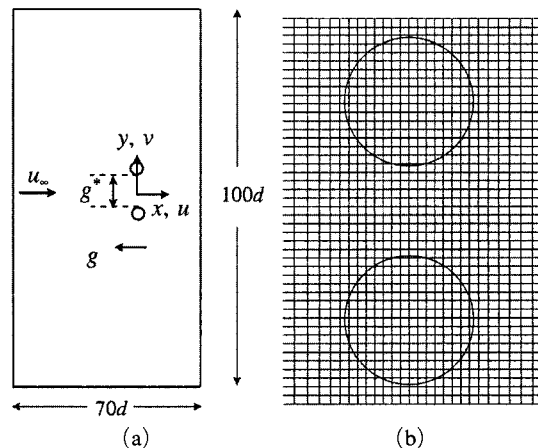 y, v
u∞
g*
x, u
100d
g
70d
(a)
(b)